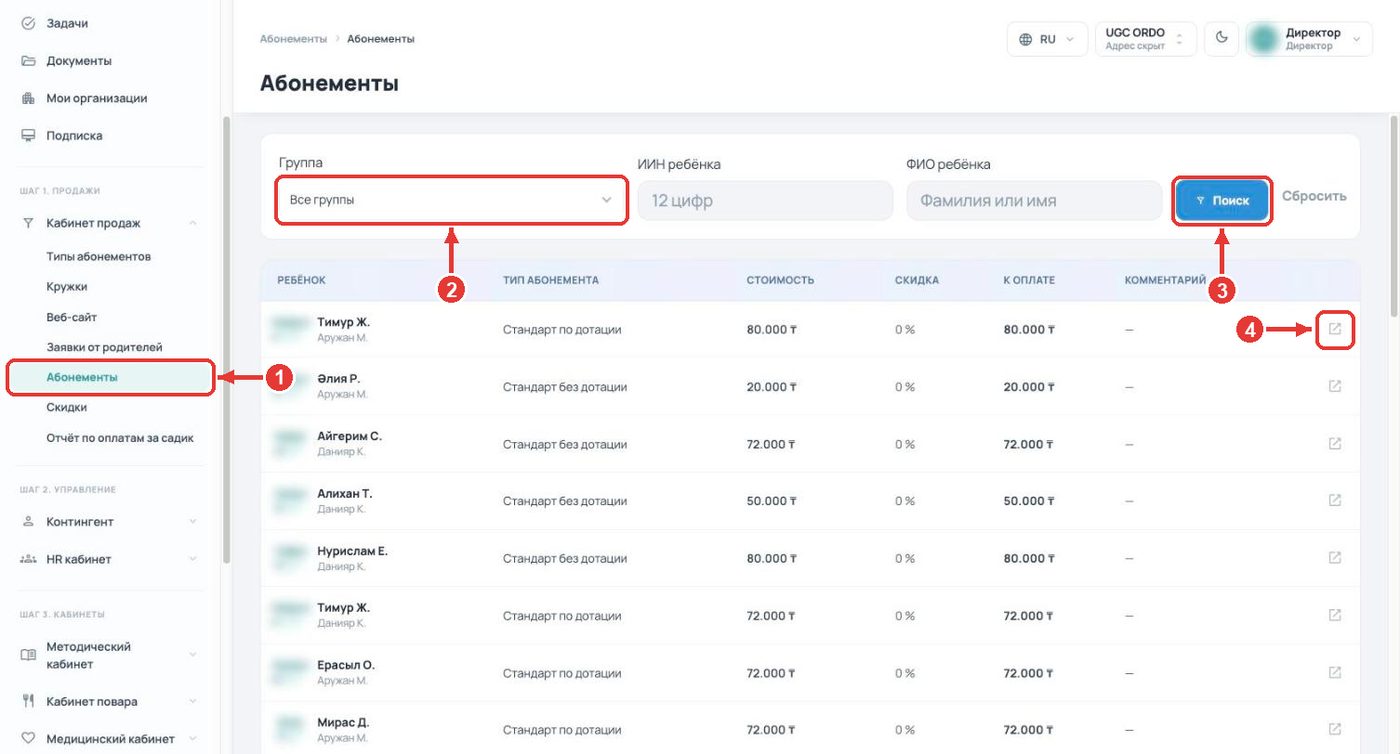 Задачи
Документы
Мои организации
Подписка
ШАГ 1. ПРОДАЖИ
Кабинет продаж
Типы абонементов
Кружки
Веб-сайт
Заявки от родителей
Абонементы
1
Скидки
Отчёт по оплатам за садик
ШАГ 2. УПРАВЛЕНИЕ
Контингент
HR кабинет
ШАГ 3. КАБИНЕТЫ
Методический
кабинет
Кабинет повара
Медицинский кабинет
Абонементы > Абонементы
RU
UGC ORDO
Адрес скрыт
Директор
Директор
Абонементы
Группа ИИН ребёнка ФИО ребёнка
Все группы 12 цифр Фамилия или имя Поиск Сбросить
2 3
РЕБЁНОК ТИП АБОНЕМЕНТА СТОИМОСТЬ СКИДКА К ОПЛАТЕ КОММЕНТАРИЙ
Тимур Ж.
Аружан М.
Стандарт по дотации 80.000 ₸ 0 % 80.000 ₸ — 4
Әлия Р.
Аружан М.
Стандарт без дотации 20.000 ₸ 0 % 20.000 ₸ —
Айгерим С.
Данияр К.
Стандарт без дотации 72.000 ₸ 0 % 72.000 ₸ —
Алихан Т.
Данияр К.
Стандарт без дотации 50.000 ₸ 0 % 50.000 ₸ —
Нурислам Е.
Данияр К.
Стандарт без дотации 80.000 ₸ 0 % 80.000 ₸ —
Тимур Ж.
Данияр К.
Стандарт по дотации 72.000 ₸ 0 % 72.000 ₸ —
Ерасыл О.
Аружан М.
Стандарт по дотации 72.000 ₸ 0 % 72.000 ₸ —
Мирас Д.
Аружан М.
Стандарт по дотации 72.000 ₸ 0 % 72.000 ₸ —